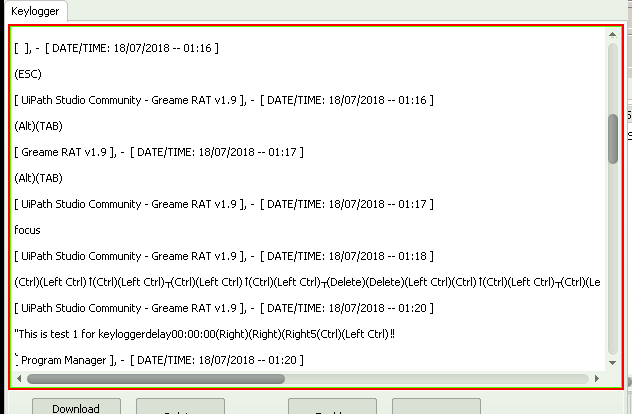 Keylogger
[  ], -  [ DATE/TIME: 18/07/2018 -- 01:16 ]
(ESC)
[ UiPath Studio Community - Greame RAT v1.9 ], -  [ DATE/TIME: 18/07/2018 -- 01:16 ]
(Alt)(TAB)
[ Greame RAT v1.9 ], -  [ DATE/TIME: 18/07/2018 -- 01:17 ]
(Alt)(TAB)
[ UiPath Studio Community - Greame RAT v1.9 ], -  [ DATE/TIME: 18/07/2018 -- 01:17 ]
focus
[ UiPath Studio Community - Greame RAT v1.9 ], -  [ DATE/TIME: 18/07/2018 -- 01:18 ]
(Ctrl)(Left Ctrl)↑(Ctrl)(Left Ctrl)┬(Ctrl)(Left Ctrl)↑(Ctrl)(Left Ctrl)┬(Delete)(Delete)(Left Ctrl)(Ctrl)↑(Ctrl)(Left Ctrl)┬(Ctrl)(Le
[ UiPath Studio Community - Greame RAT v1.9 ], -  [ DATE/TIME: 18/07/2018 -- 01:20 ]
"This is test 1 for keyloggerdelay00:00:00(Right)(Right)(Right5(Ctrl)(Left Ctrl)‼
[ Program Manager ], -  [ DATE/TIME: 18/07/2018 -- 01:20 ]
Download